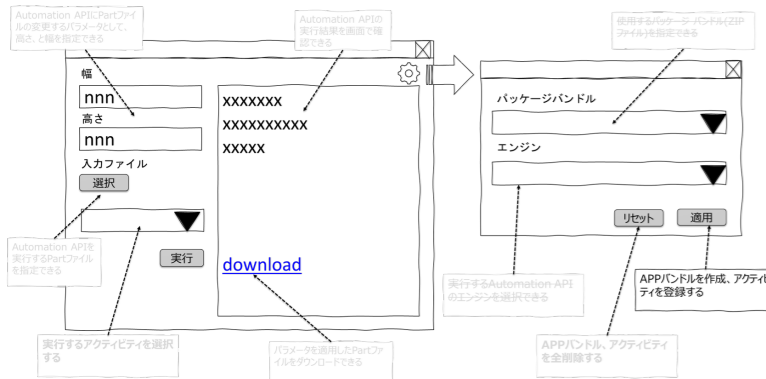 Automation APIにPartファ
イルの変更するパラメータとして、
高さ、と幅を指定できる
Automation APIの
実行結果を画面で確
認できる
使用するパッケージ バンドル(ZIP
ファイル)を指定できる
幅
nnn
高さ
nnn
入力ファイル
選択
実行
xxxxxxx
xxxxxxxxxx
xxxxx
download
パッケージバンドル
エンジン
リセット
適用
Automation APIを
実行するPartファイル
を指定できる
実行するアクティビティを選択
する
パラメータを適用したPartファ
イルをダウンロードできる
実行するAutomation API
のエンジンを選択できる
APPバンドル、アクティビティ
を全削除する
APPバンドルを作成、アクティビ
ティを登録する